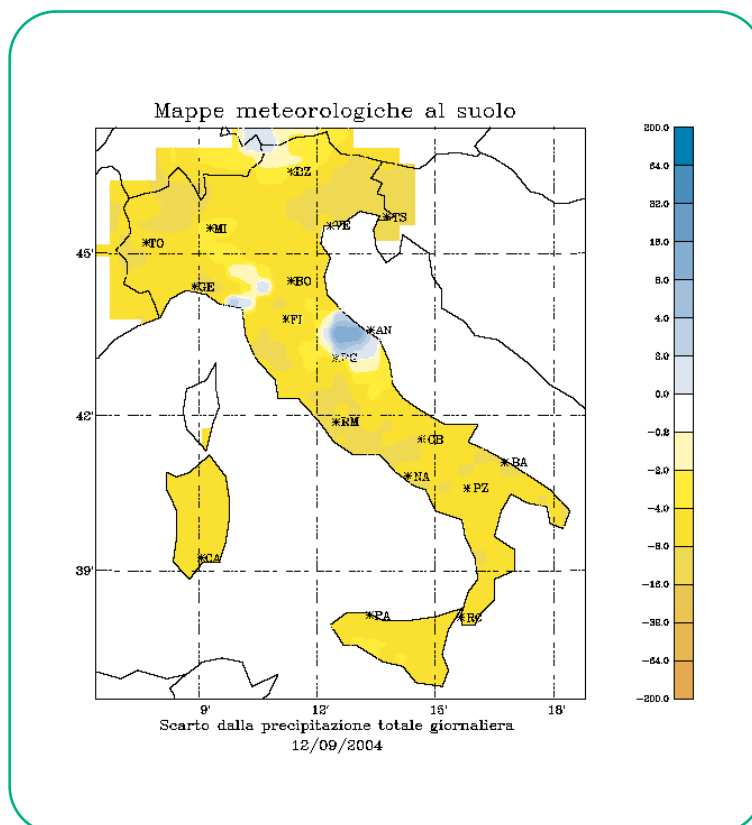 Mappe meteorologiche al suolo
200.0
64.0
32.0
16.0
8.0
4.0
2.0
0.0
-0.2
-2.0
-4.0
-8.0
-16.0
-32.0
-64.0
-200.0
BZ
TS
VE
MI
TO
45'
GE
BO
FI
AN
PG
42'
RM
CB
BA
NA
PZ
CA
39'
PA
RC
9' 12' 15' 18'
Scarto dalla precipitazione totale giornaliera
12/09/2004